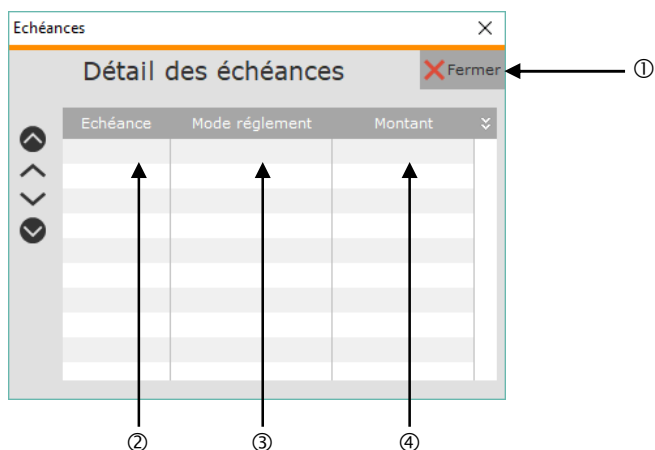 Echéances
Détail des échéances Fermer ①
Echéance Mode réglement Montant
② ③ ④